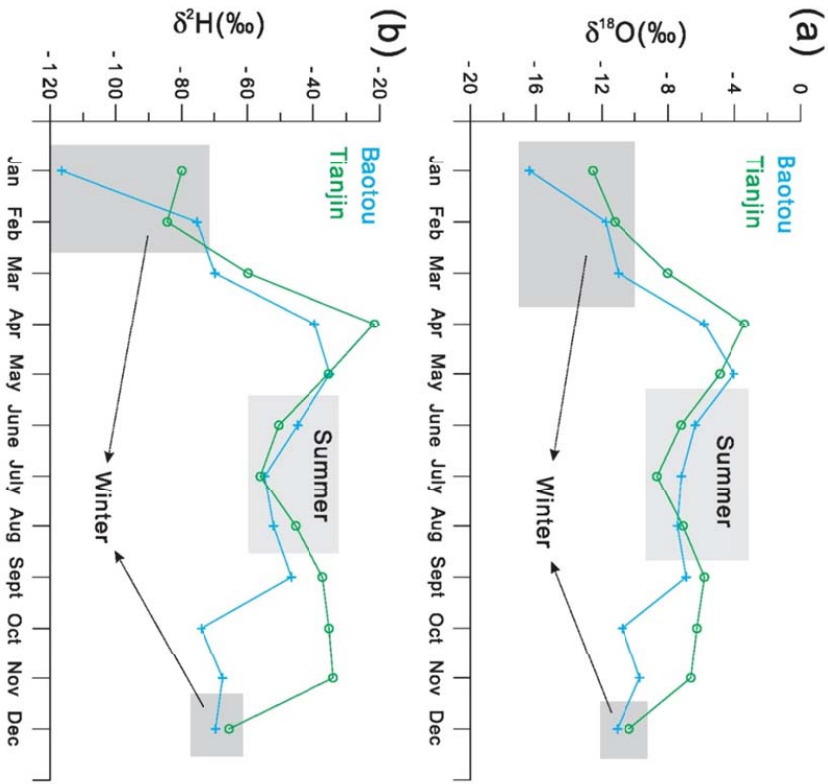 (a)
δ¹⁸O(‰)
0
-4
-8
-12
-16
-20
Baotou
Tianjin
Summer
Winter
Jan Feb Mar Apr May June July Aug Sept Oct Nov Dec
(b)
δ²H(‰)
-20
-40
-60
-80
-100
-120
Baotou
Tianjin
Summer
Winter
Jan Feb Mar Apr May June July Aug Sept Oct Nov Dec